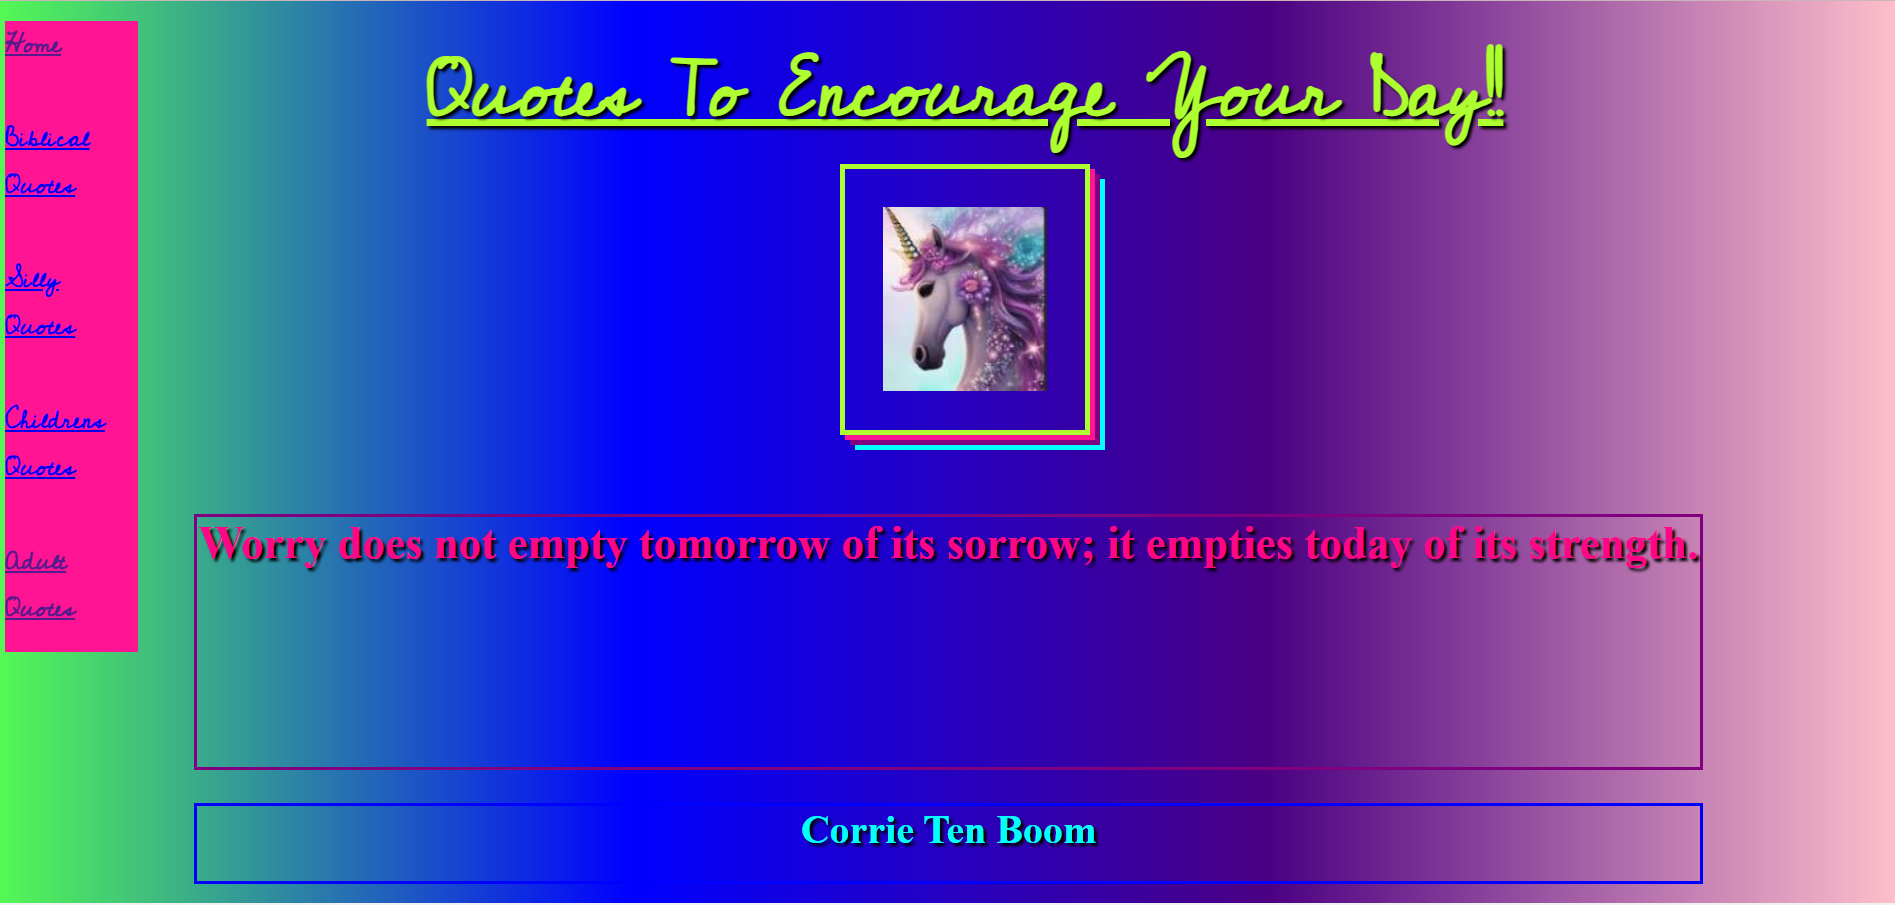 Home
Biblical
Quotes
Silly
Quotes
Childrens
Quotes
Adult
Quotes
Quotes To Encourage Your Day!!
Worry does not empty tomorrow of its sorrow; it empties today of its strength.
Corrie Ten Boom